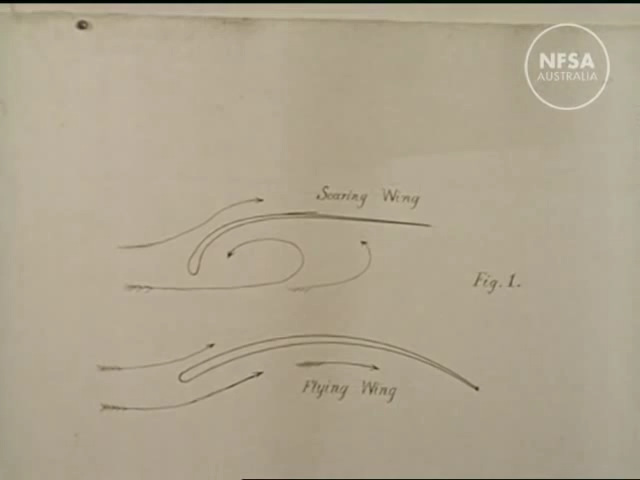 NFSA
AUSTRALIA
Soaring Wing
Fig. 1.
Flying Wing